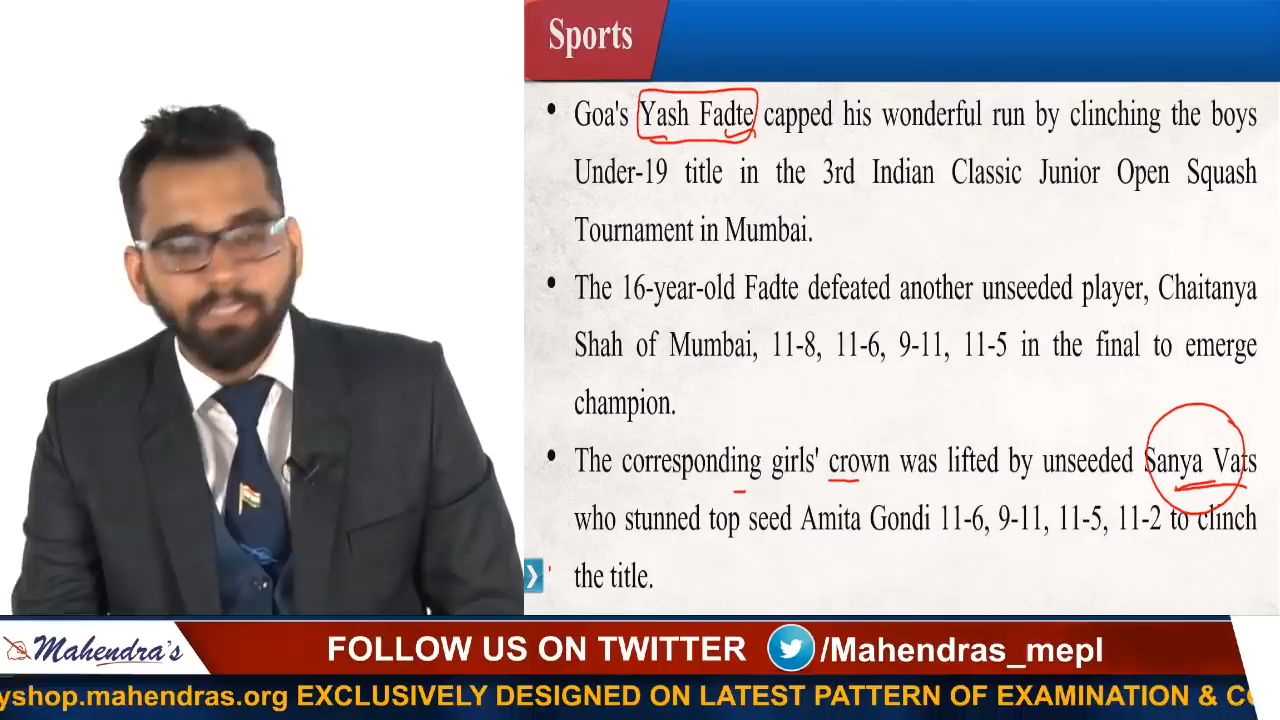 Sports
• Goa's Yash Fadte capped his wonderful run by clinching the boys
Under-19 title in the 3rd Indian Classic Junior Open Squash
Tournament in Mumbai.
• The 16-year-old Fadte defeated another unseeded player, Chaitanya
Shah of Mumbai, 11-8, 11-6, 9-11, 11-5 in the final to emerge
champion.
• The corresponding girls' crown was lifted by unseeded Sanya Vats
who stunned top seed Amita Gondi 11-6, 9-11, 11-5, 11-2 to clinch
the title.
Mahendra's
FOLLOW US ON TWITTER /Mahendras_mepl
yshop.mahendras.org EXCLUSIVELY DESIGNED ON LATEST PATTERN OF EXAMINATION &